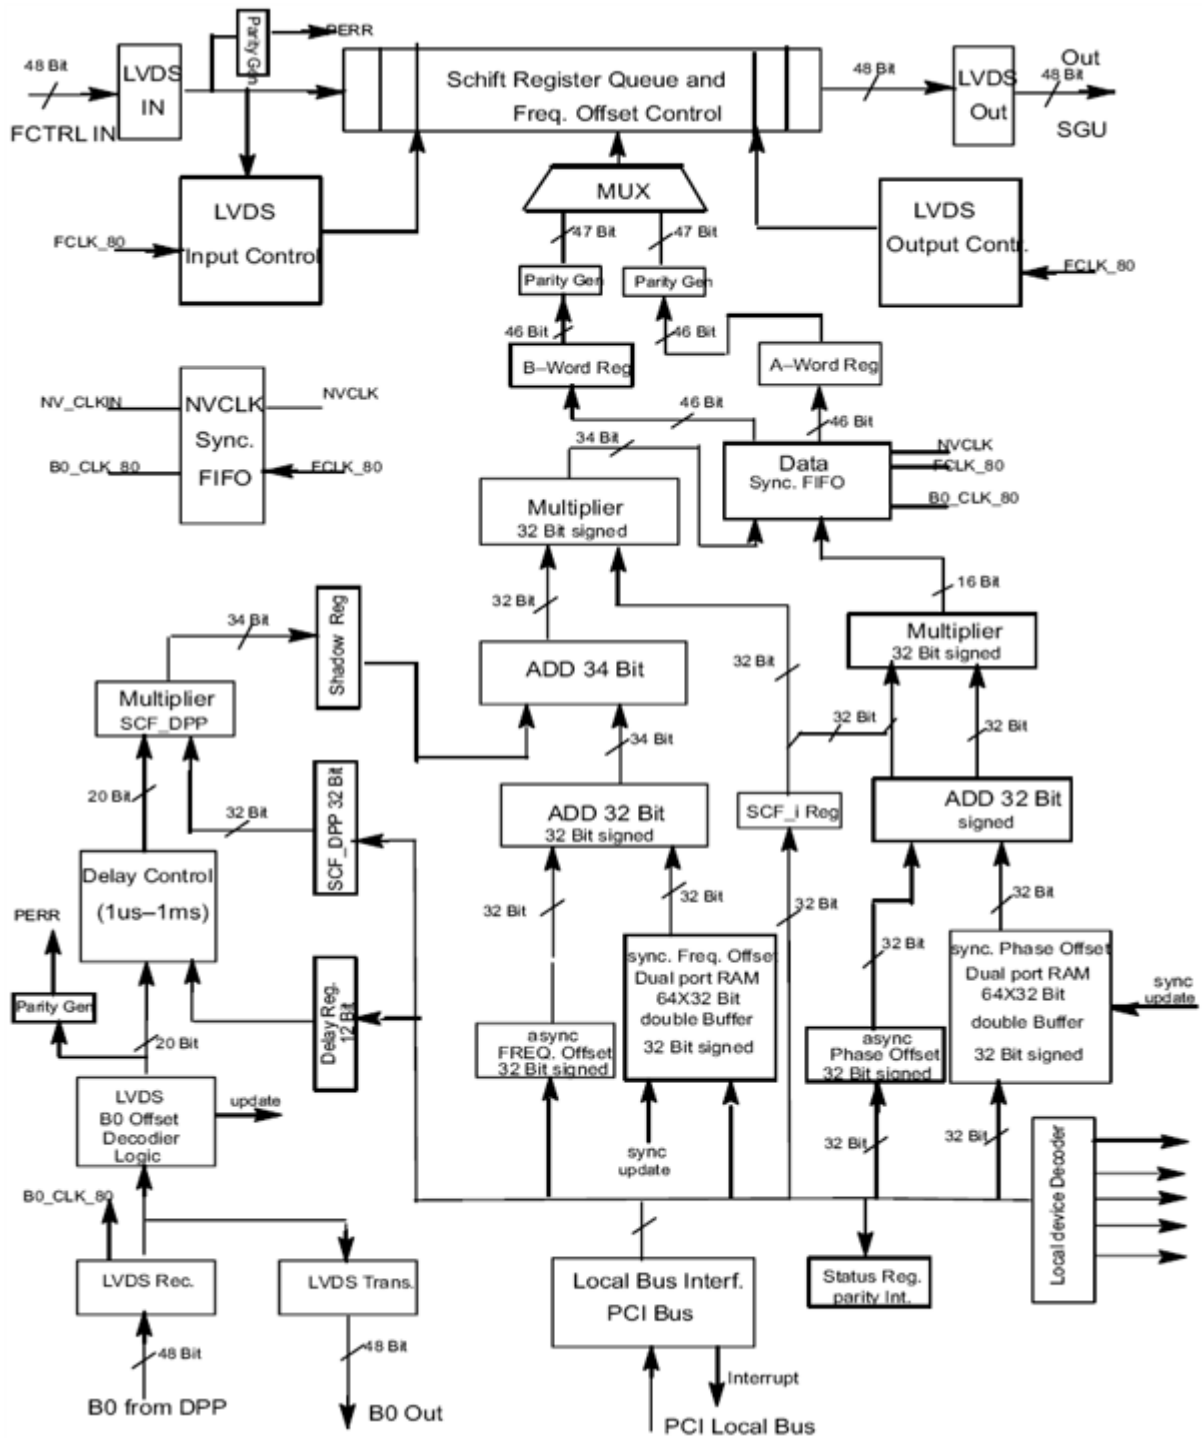 Parity Gen
PERR
48 Bit
LVDS
IN
FCTRL IN
Schift Register Queue and
Freq. Offset Control
48 Bit
LVDS
Out
48 Bit
Out
SGU
MUX
LVDS
Input Control
FCLK_80
LVDS
Output Contr.
FCLK_80
47 Bit
47 Bit
Parity Gen
Parity Gen
46 Bit
46 Bit
B–Word Reg
A–Word Reg
NV_CLKIN
NVCLK
Sync.
FIFO
NVCLK
B0_CLK_80
FCLK_80
46 Bit
46 Bit
34 Bit
Data
Sync. FIFO
NVCLK
FCLK_80
B0_CLK_80
Multiplier
32 Bit signed
16 Bit
32 Bit
Multiplier
32 Bit signed
34 Bit
Shadow Reg
ADD 34 Bit
32 Bit
32 Bit
32 Bit
Multiplier
SCF_DPP
34 Bit
20 Bit
32 Bit
SCF_DPP 32 Bit
ADD 32 Bit
32 Bit signed
SCF_i Reg
ADD 32 Bit
signed
Delay Control
(1us–1ms)
PERR
32 Bit
32 Bit
32 Bit
32 Bit
32 Bit
Parity Gen
20 Bit
Delay Reg.
12 Bit
async
FREQ. Offset
32 Bit signed
sync. Freq. Offset
Dual port RAM
64X32 Bit
double Buffer
32 Bit signed
async
Phase Offset
32 Bit signed
sync. Phase Offset
Dual port RAM
64X32 Bit
double Buffer
32 Bit signed
sync
update
LVDS
B0 Offset
Decodier
Logic
update
sync
update
32 Bit
32 Bit
Local device Decoder
B0_CLK_80
LVDS Rec.
LVDS Trans.
Local Bus Interf.
PCI Bus
Status Reg.
parity Int.
48 Bit
48 Bit
Interrupt
B0 from DPP
B0 Out
PCI Local Bus